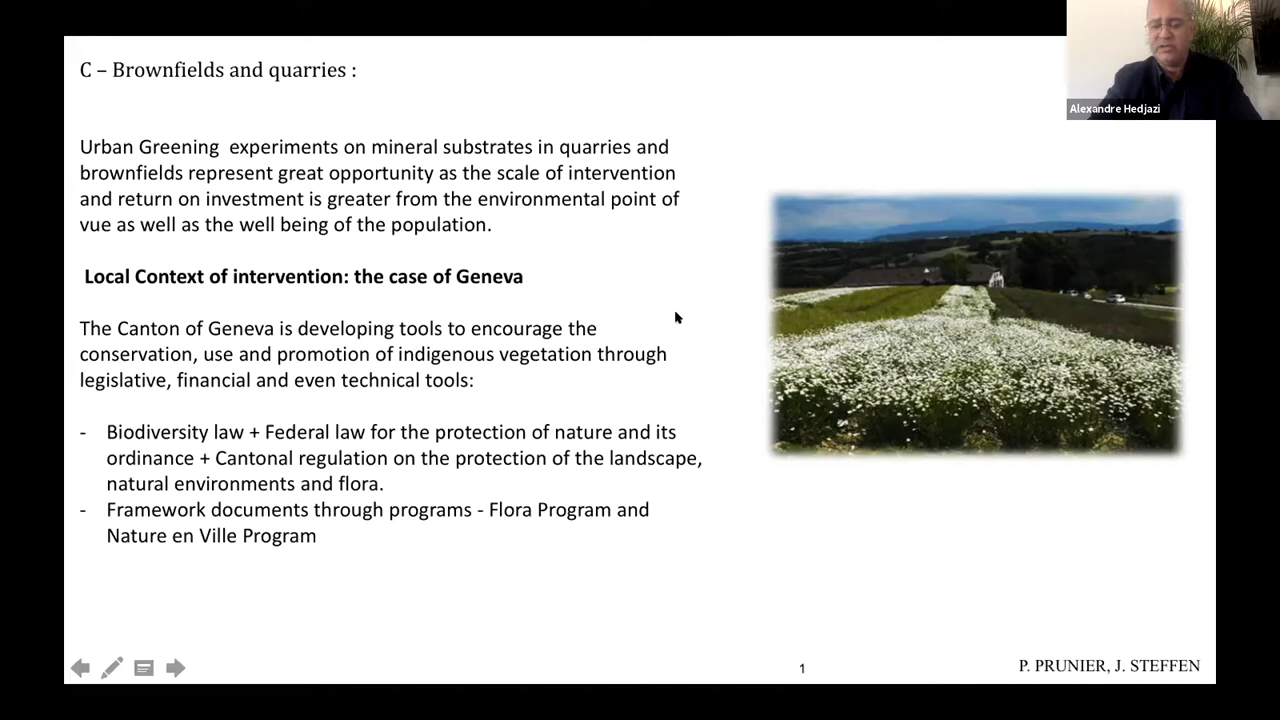 C – Brownfields and quarries :
Alexandre Hedjazi
Urban Greening  experiments on mineral substrates in quarries and
brownfields represent great opportunity as the scale of intervention
and return on investment is greater from the environmental point of
vue as well as the well being of the population.
Local Context of intervention: the case of Geneva
The Canton of Geneva is developing tools to encourage the
conservation, use and promotion of indigenous vegetation through
legislative, financial and even technical tools:
- Biodiversity law + Federal law for the protection of nature and its
ordinance + Cantonal regulation on the protection of the landscape,
natural environments and flora.
- Framework documents through programs - Flora Program and
Nature en Ville Program
1
P. PRUNIER, J. STEFFEN